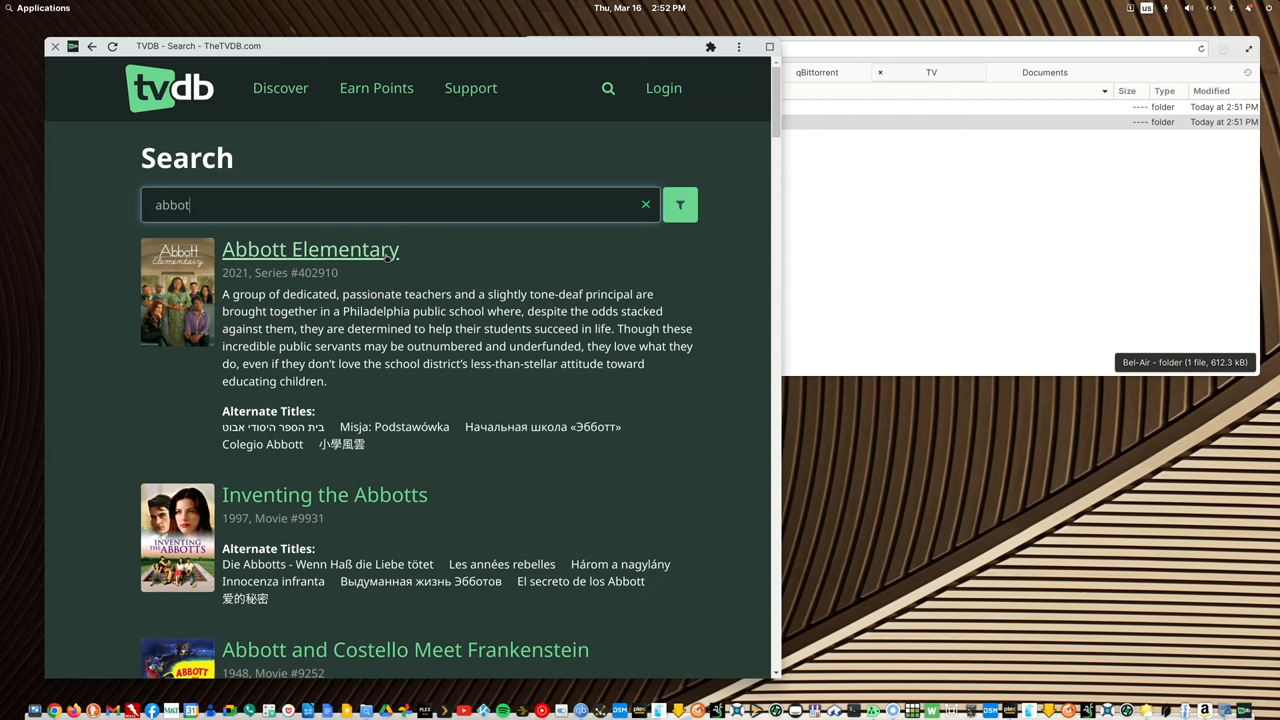 Applications
Thu, Mar 16 2:52 PM
us
TVDB - Search - TheTVDB.com
tvdb
Discover
Earn Points
Support
Login
Search
abbot
Abbott Elementary
Abbott Elementary
2021, Series #402910
A group of dedicated, passionate teachers and a slightly tone-deaf principal are
brought together in a Philadelphia public school where, despite the odds stacked
against them, they are determined to help their students succeed in life. Though these
incredible public servants may be outnumbered and underfunded, they love what they
do, even if they don’t love the school district’s less-than-stellar attitude toward
educating children.
Alternate Titles:
בית הספר היסודי אבוט Misja: Podstawówka Начальная школа «Эбботт»
Colegio Abbott 小學風雲
INVENTING THE ABBOTTS
Inventing the Abbotts
1997, Movie #9931
Alternate Titles:
Die Abbotts - Wenn Haß die Liebe tötet Les années rebelles Három a nagylány
Innocenza infranta Выдуманная жизнь Эбботов El secreto de los Abbott
爱的秘密
ABBOTT
Abbott and Costello Meet Frankenstein
1948, Movie #9252
qBittorrent
TV
Documents
Size Type Modified
---- folder Today at 2:51 PM
---- folder Today at 2:51 PM
Bel-Air - folder (1 file, 612.3 kB)